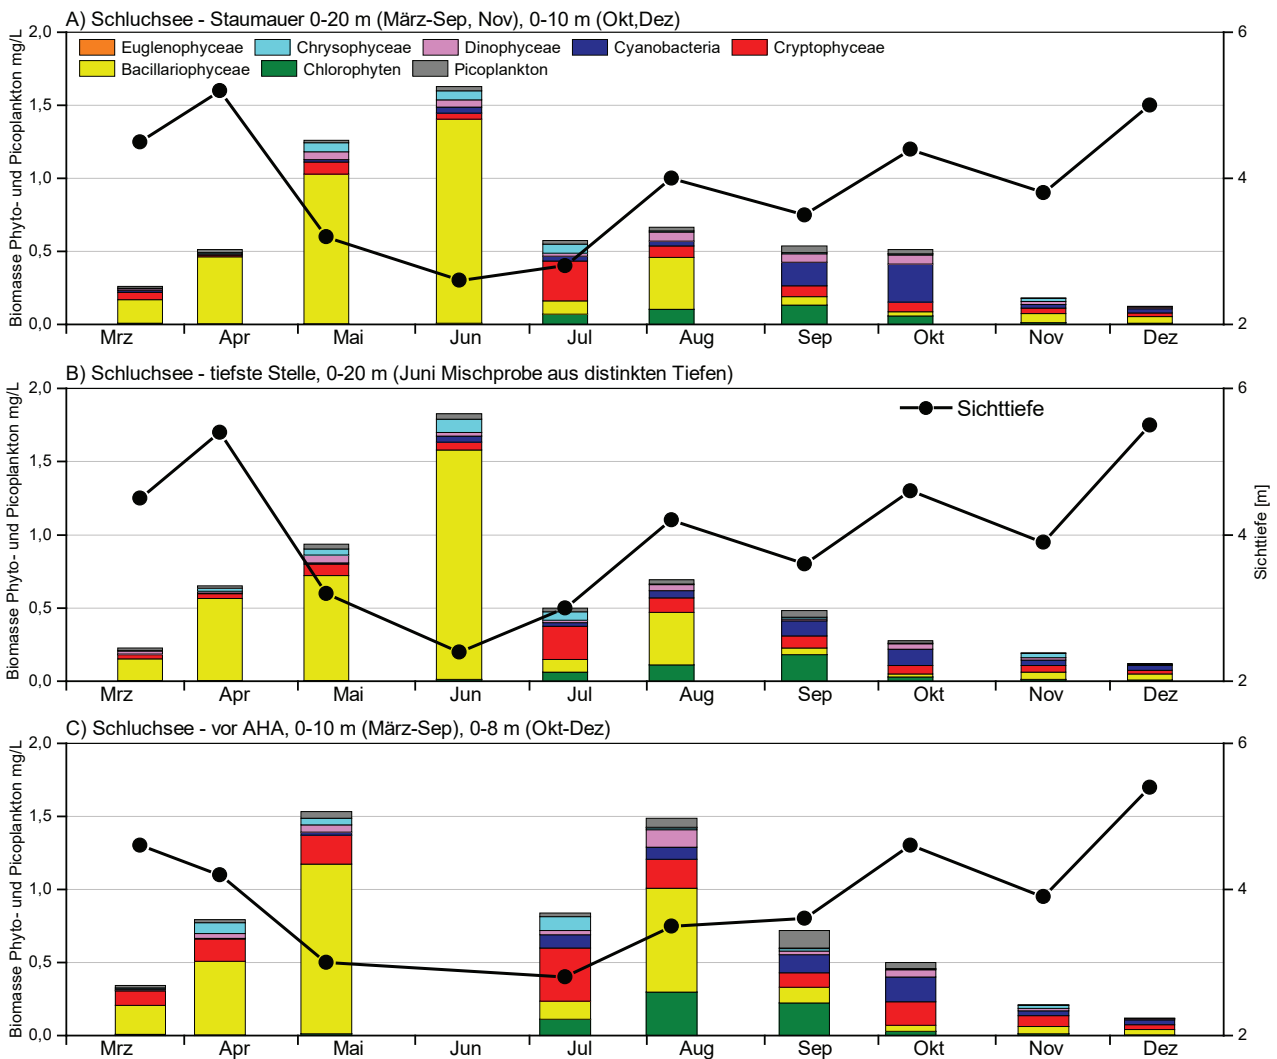 A) Schluchsee - Staumauer 0-20 m (März-Sep, Nov), 0-10 m (Okt,Dez)
Biomasse Phyto- und Picoplankton mg/L
2,0
1,5
1,0
0,5
0,0
6
4
2
Euglenophyceae Chrysophyceae Dinophyceae Cyanobacteria Cryptophyceae
Bacillariophyceae Chlorophyten Picoplankton
Mrz Apr Mai Jun Jul Aug Sep Okt Nov Dez
B) Schluchsee - tiefste Stelle, 0-20 m (Juni Mischprobe aus distinkten Tiefen)
Biomasse Phyto- und Picoplankton mg/L
2,0
1,5
1,0
0,5
0,0
Sichttiefe
6
4
2
Sichttiefe [m]
Mrz Apr Mai Jun Jul Aug Sep Okt Nov Dez
C) Schluchsee - vor AHA, 0-10 m (März-Sep), 0-8 m (Okt-Dez)
Biomasse Phyto- und Picoplankton mg/L
2,0
1,5
1,0
0,5
0,0
6
4
2
Mrz Apr Mai Jun Jul Aug Sep Okt Nov Dez